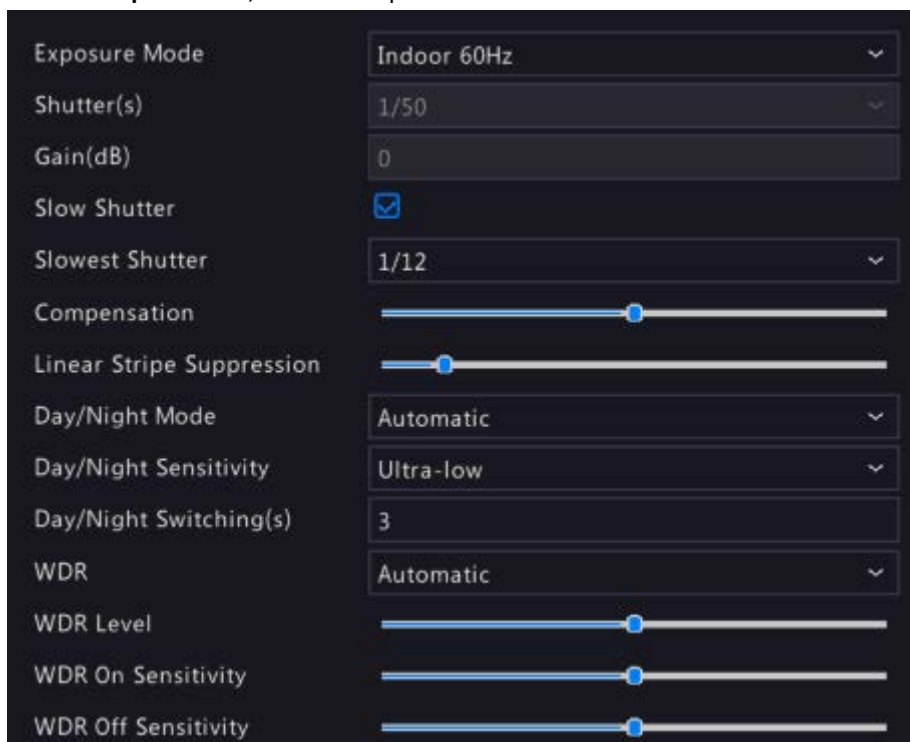 Exposure Mode Indoor 60Hz
Shutter(s) 1/50
Gain(dB) 0
Slow Shutter
Slowest Shutter 1/12
Compensation
Linear Stripe Suppression
Day/Night Mode Automatic
Day/Night Sensitivity Ultra-low
Day/Night Switching(s) 3
WDR Automatic
WDR Level
WDR On Sensitivity
WDR Off Sensitivity